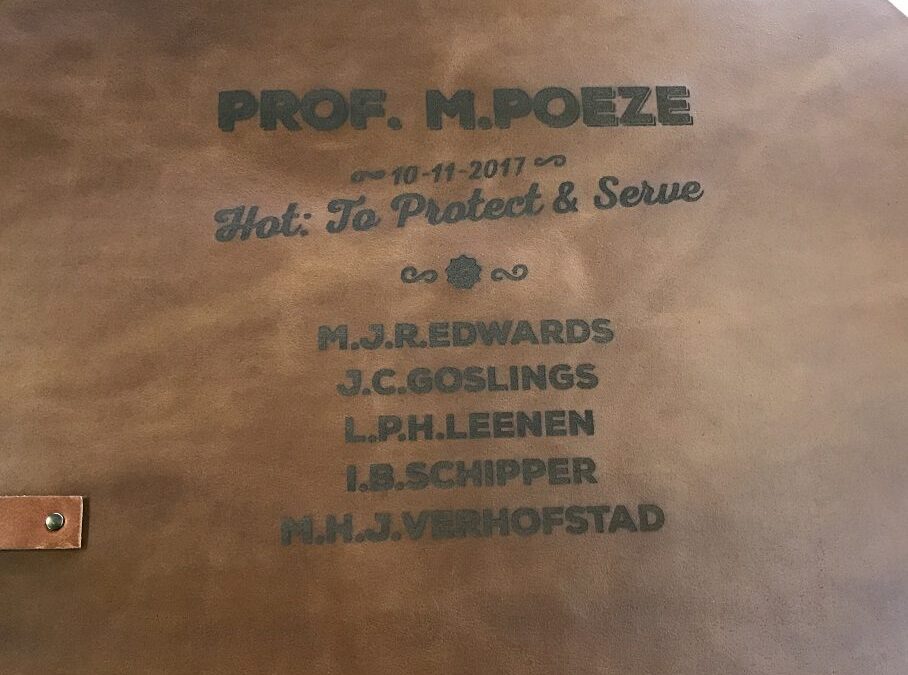 PROF. M.POEZE
10-11-2017
Hot: To Protect & Serve
M.J.R.EDWARDS
J.C.GOSLINGS
L.P.H.LEENEN
I.B.SCHIPPER
M.H.J.VERHOFSTAD